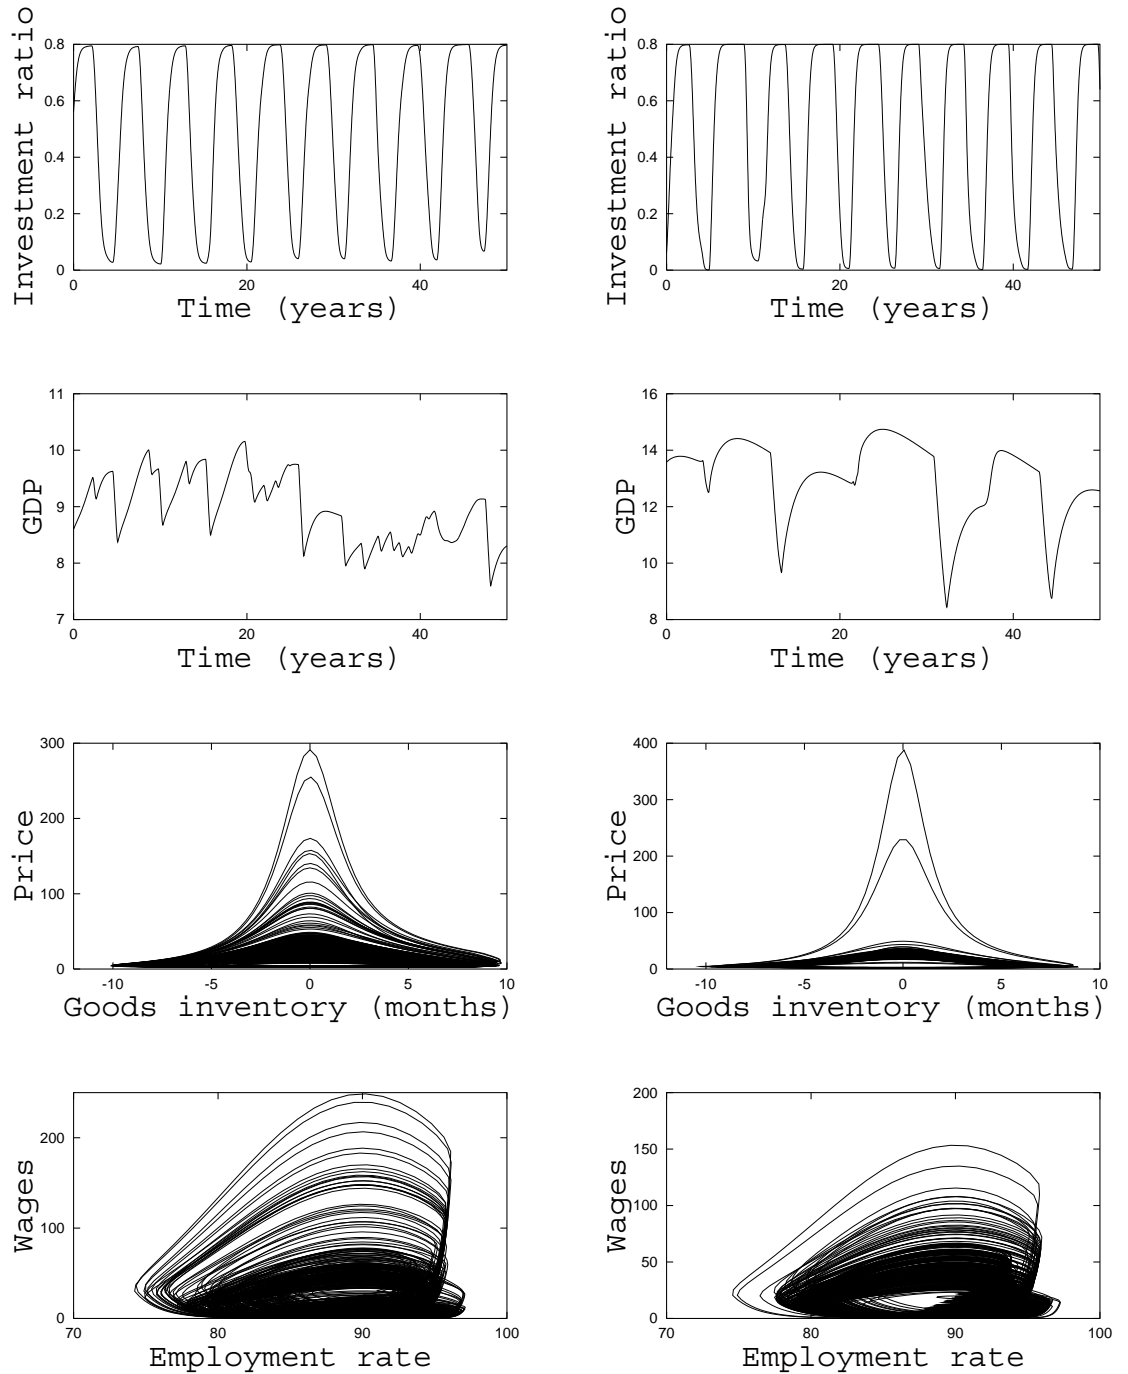 Investment ratio
0.8
0.6
0.4
0.2
0
0 20 40
Time (years)
Investment ratio
0.8
0.6
0.4
0.2
0
0 20 40
Time (years)
GDP
11
10
9
8
7
0 20 40
Time (years)
GDP
16
14
12
10
8
0 20 40
Time (years)
Price
300
200
100
0
-10 -5 0 5 10
Goods inventory (months)
Price
400
300
200
100
0
-10 -5 0 5 10
Goods inventory (months)
Wages
200
100
0
70 80 90 100
Employment rate
Wages
200
150
100
50
0
70 80 90 100
Employment rate